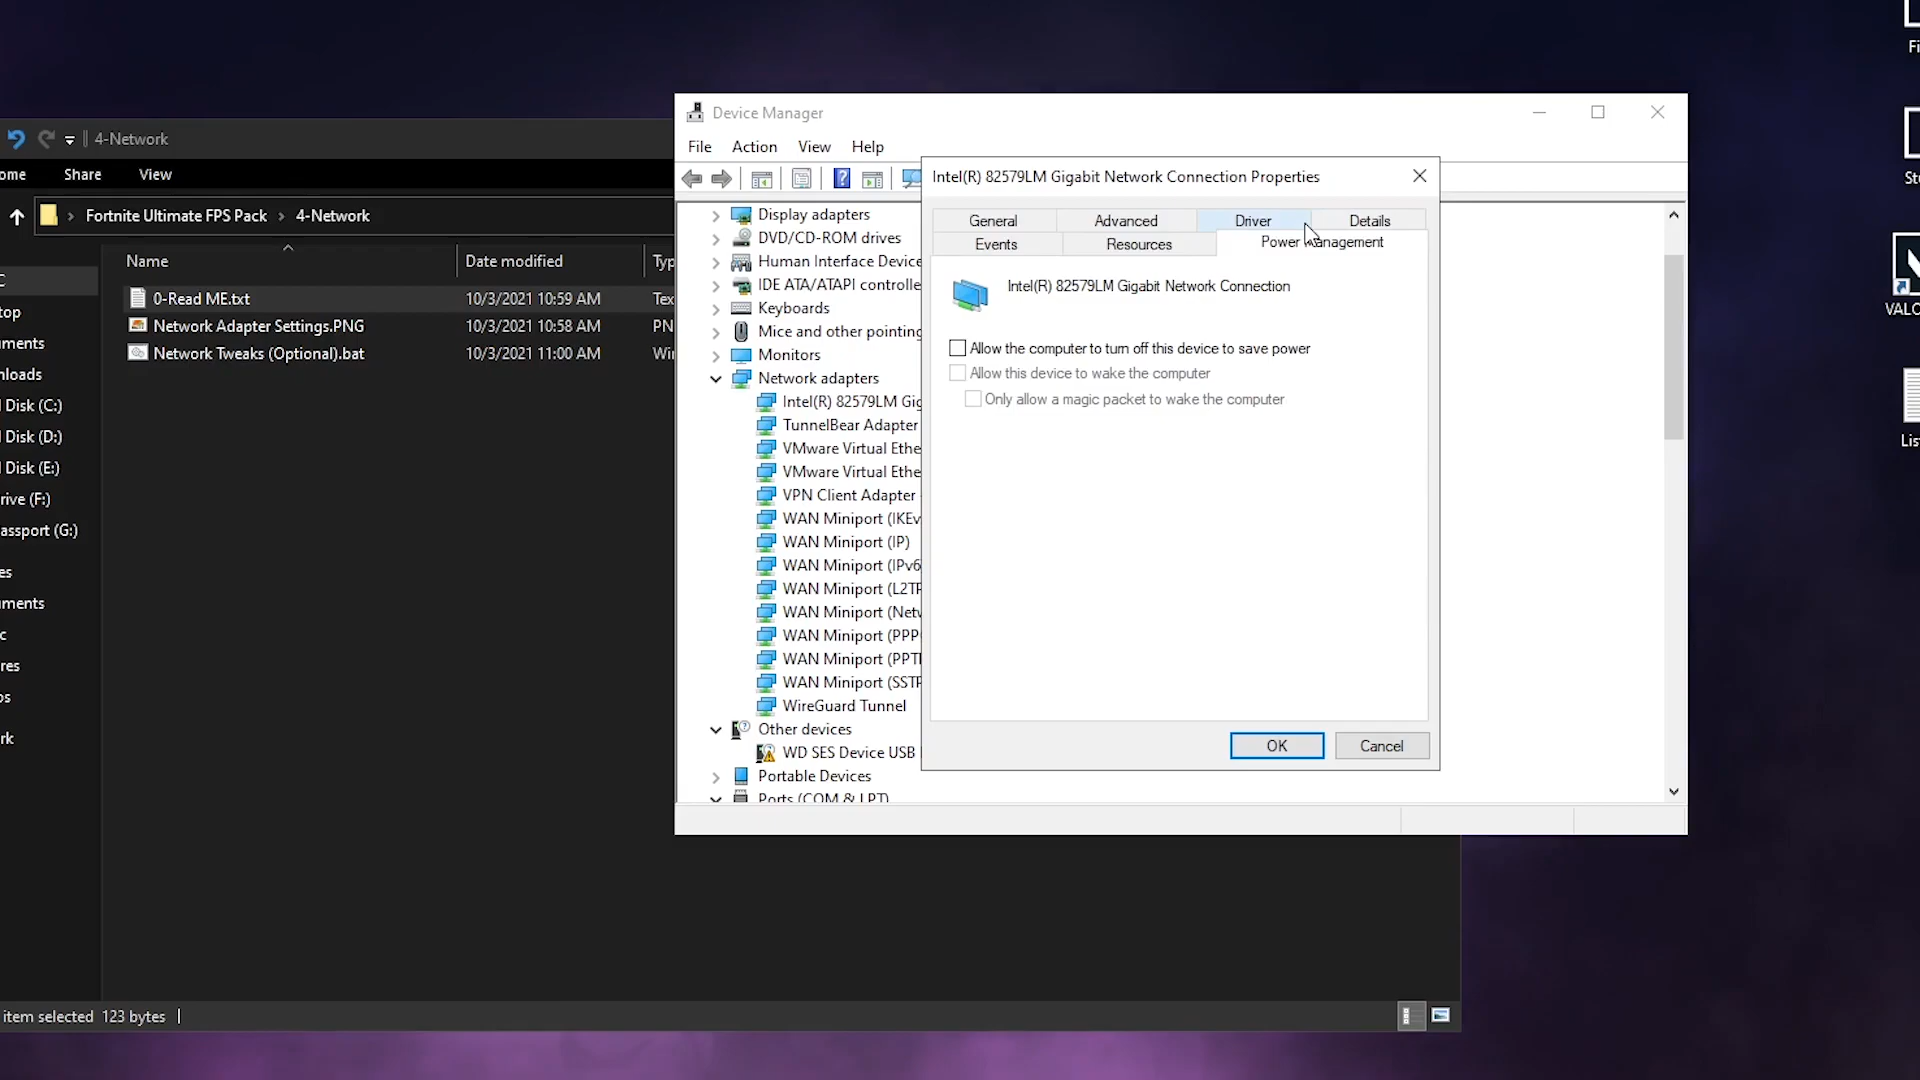 4-Network
ome Share View
Fortnite Ultimate FPS Pack 4-Network
Name Date modified Typ
0-Read ME.txt 10/3/2021 10:59 AM Tex
Network Adapter Settings.PNG 10/3/2021 10:58 AM PN
Network Tweaks (Optional).bat 10/3/2021 11:00 AM Wi
C
top
uments
nloads
l Disk (C:)
l Disk (D:)
l Disk (E:)
rive (F:)
assport (G:)
es
uments
c
res
os
rk
item selected 123 bytes
Device Manager
File Action View Help
Display adapters
DVD/CD-ROM drives
Human Interface Device
IDE ATA/ATAPI controlle
Keyboards
Mice and other pointing
Monitors
Network adapters
Intel(R) 82579LM Gig
TunnelBear Adapter
VMware Virtual Ethe
VMware Virtual Ethe
VPN Client Adapter
WAN Miniport (IKEv
WAN Miniport (IP)
WAN Miniport (IPv6
WAN Miniport (L2TP
WAN Miniport (Netw
WAN Miniport (PPP
WAN Miniport (PPTP
WAN Miniport (SSTP
WireGuard Tunnel
Other devices
WD SES Device USB
Portable Devices
Ports (COM & LPT)
Intel(R) 82579LM Gigabit Network Connection Properties
General Advanced Driver Details
Events Resources Power Management
Intel(R) 82579LM Gigabit Network Connection
Allow the computer to turn off this device to save power
Allow this device to wake the computer
Only allow a magic packet to wake the computer
OK Cancel
Fi
Stu
VALO
List